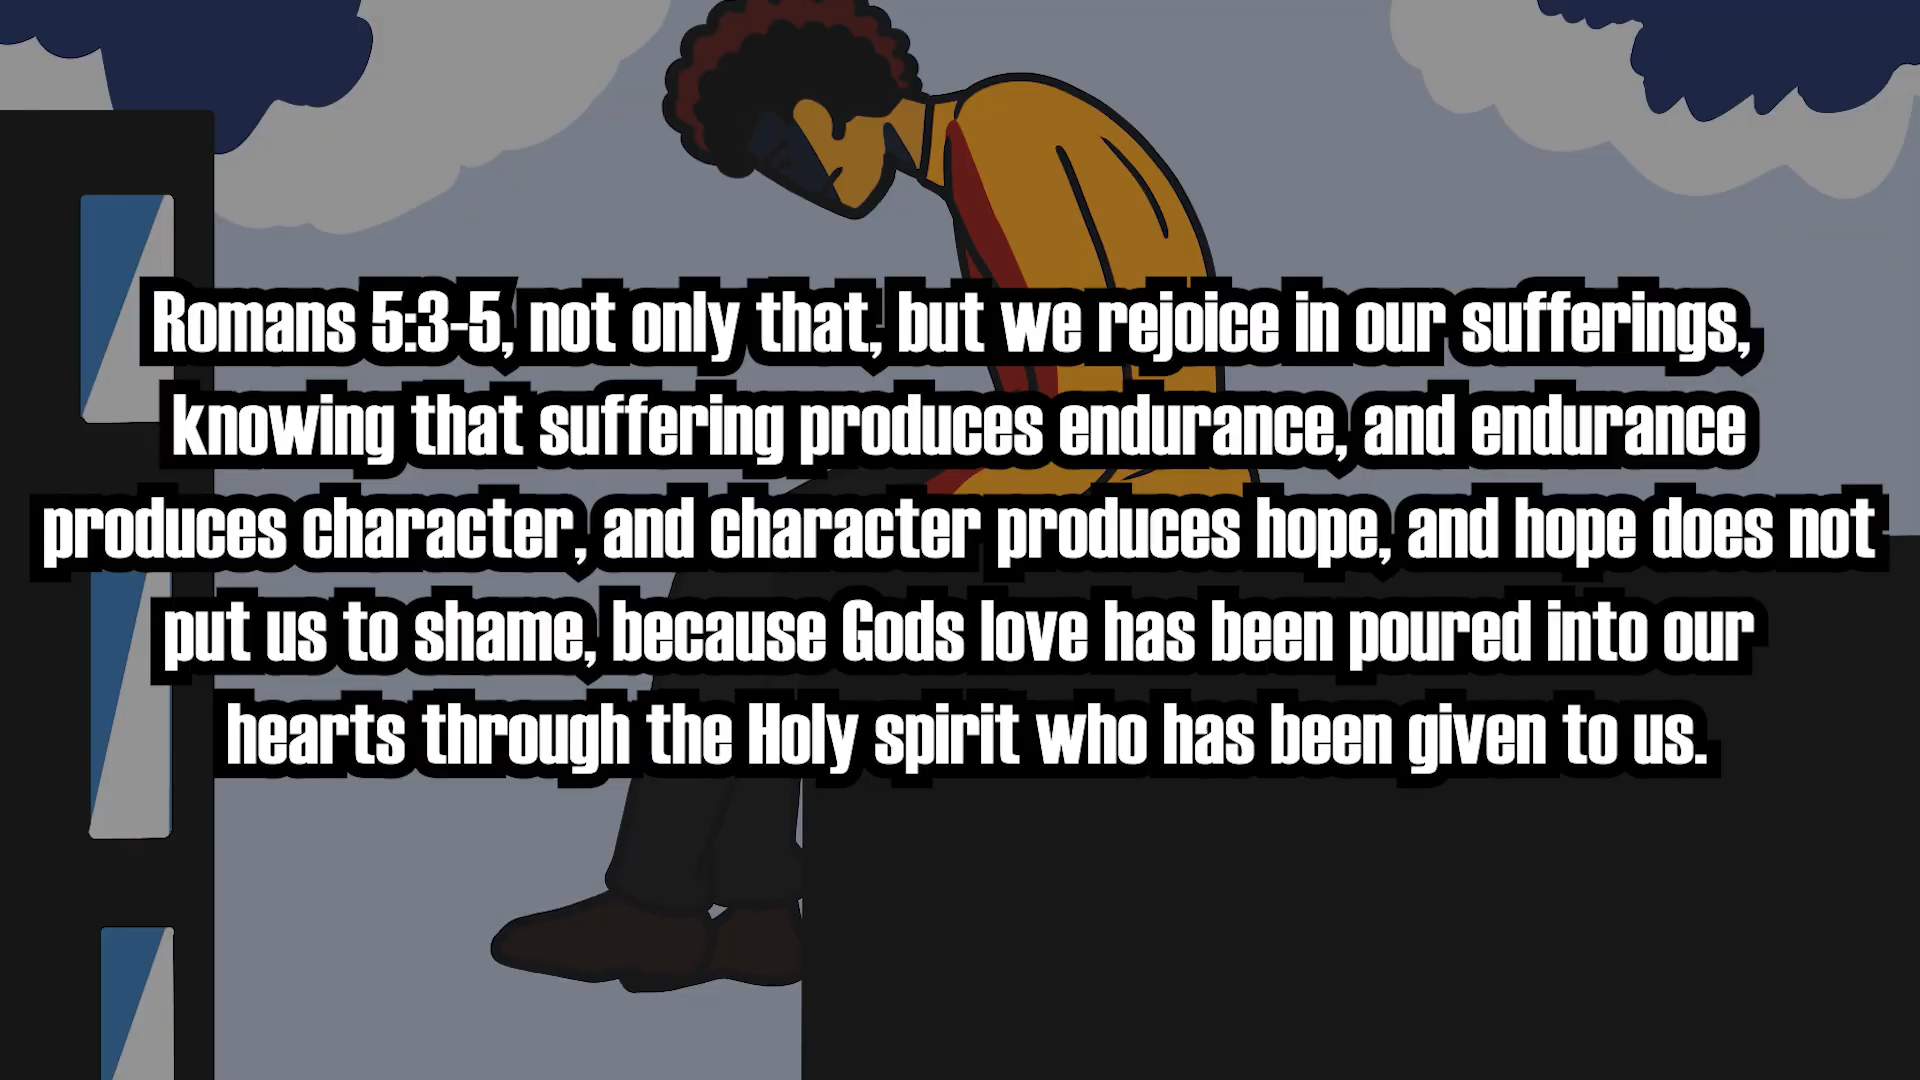 Romans 5:3-5, not only that, but we rejoice in our sufferings,
knowing that suffering produces endurance, and endurance
produces character, and character produces hope, and hope does not
put us to shame, because Gods love has been poured into our
hearts through the Holy spirit who has been given to us.